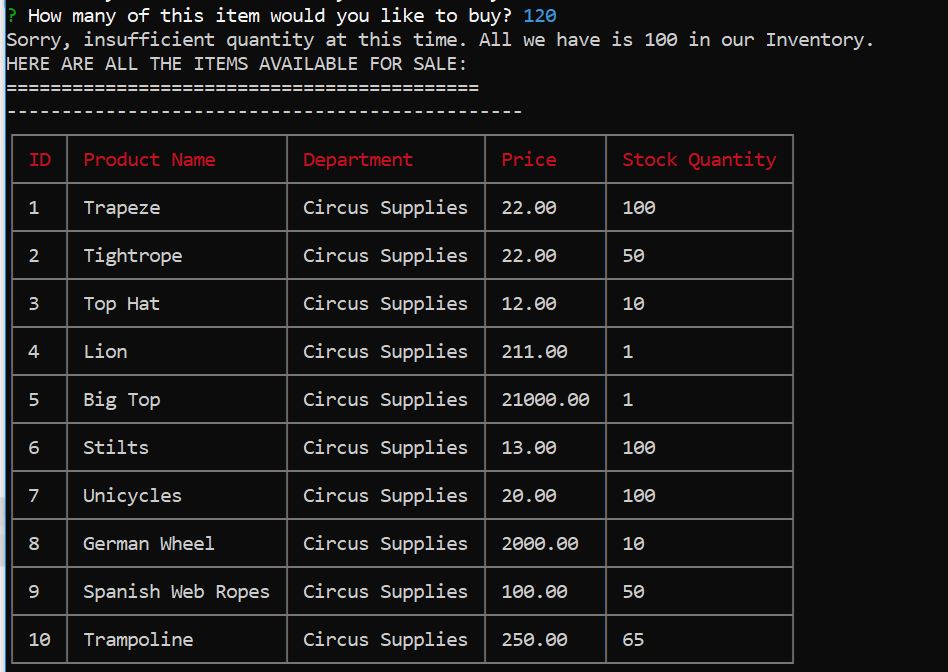 ? How many of this item would you like to buy? 120
Sorry, insufficient quantity at this time. All we have is 100 in our Inventory.
HERE ARE ALL THE ITEMS AVAILABLE FOR SALE:
===========================================
-----------------------------------------------
ID Product Name Department Price Stock Quantity
1 Trapeze Circus Supplies 22.00 100
2 Tightrope Circus Supplies 22.00 50
3 Top Hat Circus Supplies 12.00 10
4 Lion Circus Supplies 211.00 1
5 Big Top Circus Supplies 21000.00 1
6 Stilts Circus Supplies 13.00 100
7 Unicycles Circus Supplies 20.00 100
8 German Wheel Circus Supplies 2000.00 10
9 Spanish Web Ropes Circus Supplies 100.00 50
10 Trampoline Circus Supplies 250.00 65